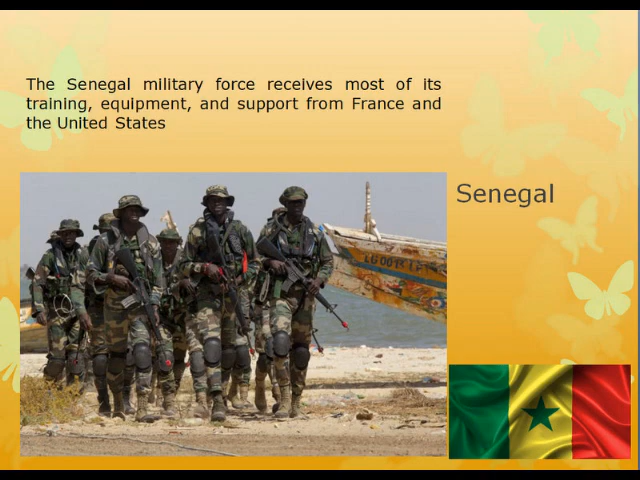 The Senegal military force receives most of its
training, equipment, and support from France and
the United States
Senegal